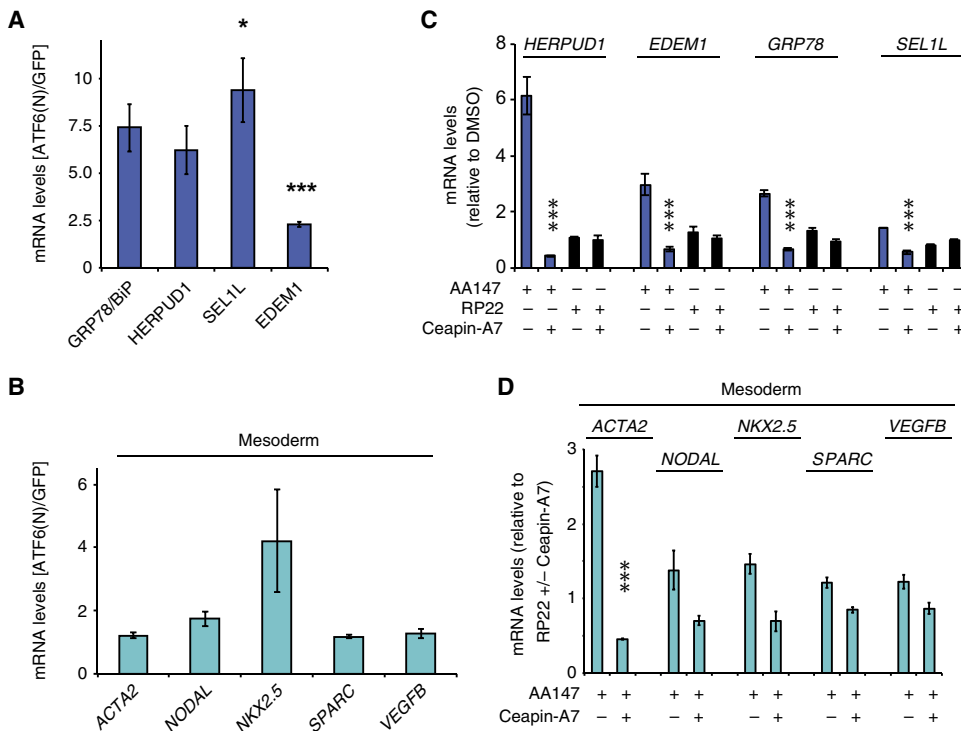 A
mRNA levels [ATF6(N)/GFP]
10
7.5
5.0
2.5
0
*
***
GRP78/BiP
HERPUD1
SEL1L
EDEM1
C
HERPUD1 EDEM1 GRP78 SEL1L
mRNA levels
(relative to DMSO)
8
6
4
2
0
*** *** *** ***
AA147 + + – – + + – – + + – – + + – –
RP22 – – + + – – + + – – + + – – + +
Ceapin-A7 – + – + – + – + – + – + – + – +
B
Mesoderm
mRNA levels [ATF6(N)/GFP]
6
4
2
0
ACTA2
NODAL
NKX2.5
SPARC
VEGFB
D
Mesoderm
ACTA2 NKX2.5 VEGFB
NODAL SPARC
mRNA levels (relative to
RP22 +/– Ceapin-A7)
3
2
1
0
***
AA147 + + + + + + + + + +
Ceapin-A7 – + – + – + – + – +